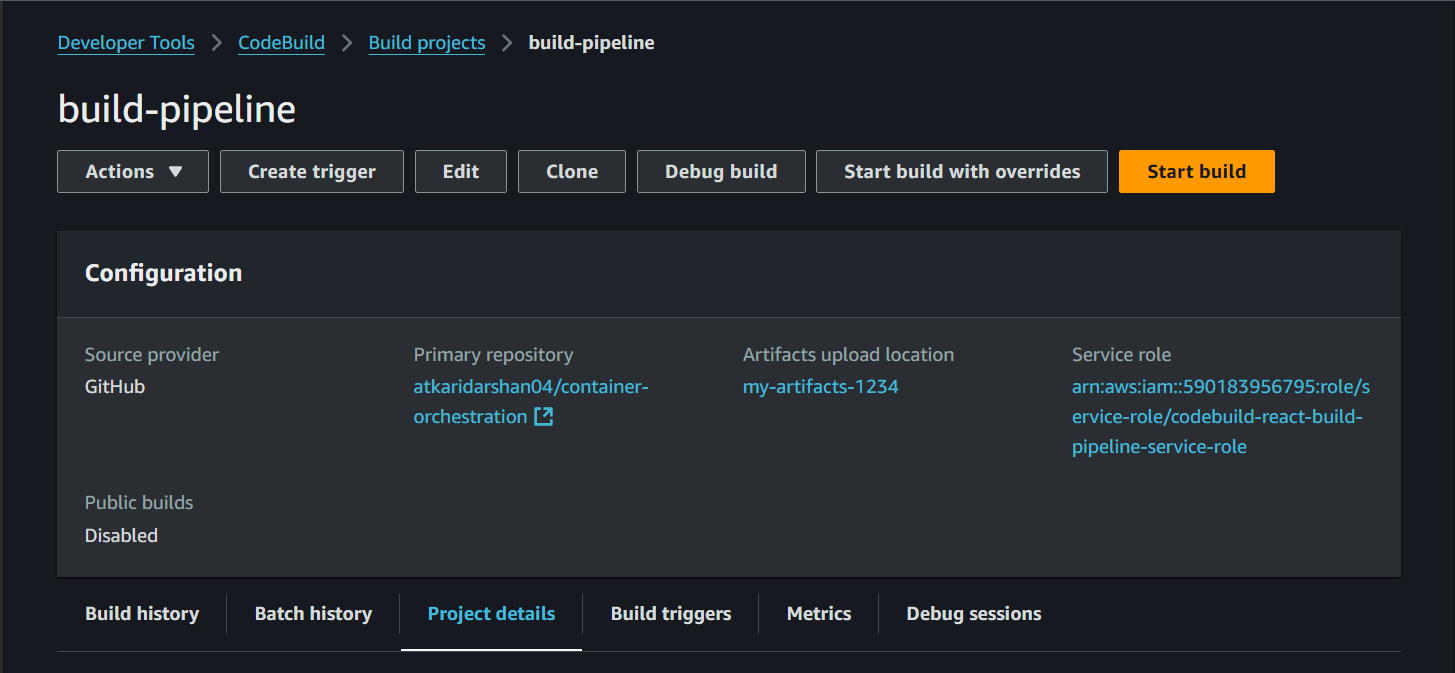 Developer Tools > CodeBuild > Build projects > build-pipeline
build-pipeline
Actions ▼ Create trigger Edit Clone Debug build Start build with overrides Start build
Configuration
Source provider
GitHub
Primary repository
atkaridarshan04/container-
orchestration
Artifacts upload location
my-artifacts-1234
Service role
arn:aws:iam::590183956795:role/s
ervice-role/codebuild-react-build-
pipeline-service-role
Public builds
Disabled
Build history Batch history Project details Build triggers Metrics Debug sessions